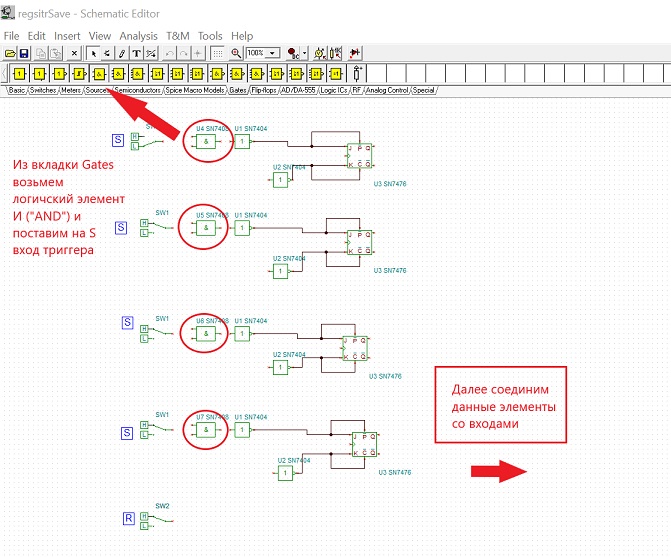 regsitrSave - Schematic Editor
File Edit Insert View Analysis T&M Tools Help
100%
Basic Switches Meters Sources Semiconductors Spice Macro Models Gates Flip-flops AD/DA-555 Logic ICs RF Analog Control Special
S H L U4 SN7408 U1 SN7404
& 1 J P Q
U2 SN7404 K C Q
1 U3 SN7476
Из вкладки Gates
возьмем
логичский элемент
И ("AND") и
поставим на S
вход триггера
SW1 U5 SN7408 U1 SN7404
S H L & 1 J P Q
U2 SN7404 K C Q
1 U3 SN7476
SW1 U6 SN7408 U1 SN7404
S H L & 1 J P Q
U2 SN7404 K C Q
1 U3 SN7476
Далее соединим
данные элементы
со входами
SW1 U7 SN7408 U1 SN7404
S H L & 1 J P Q
U2 SN7404 K C Q
1 U3 SN7476
SW2
R H L